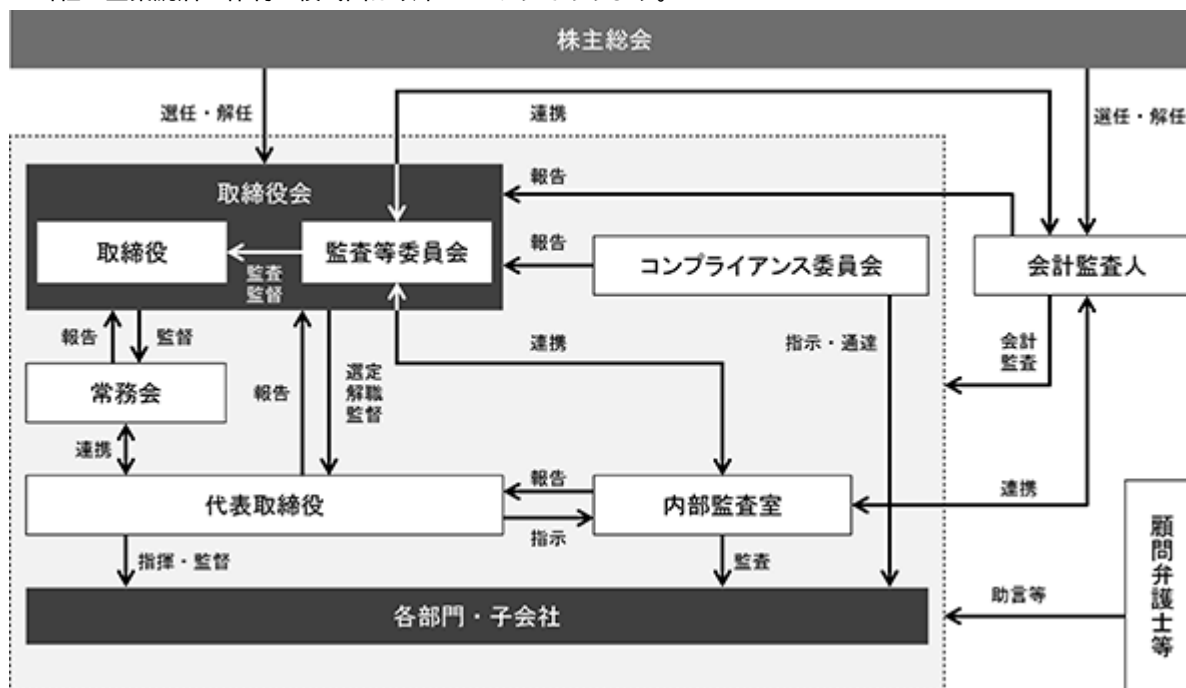 株主総会
選任・解任
連携
選任・解任
取締役会
報告
取締役
監査等委員会
報告
コンプライアンス委員会
会計監査人
監査
監督
報告
監督
連携
指示・通達
会計
監査
選定
解職
監督
常務会
報告
連携
代表取締役
報告
内部監査室
連携
指示
指揮・監督
監査
顧問弁護士等
助言等
各部門・子会社